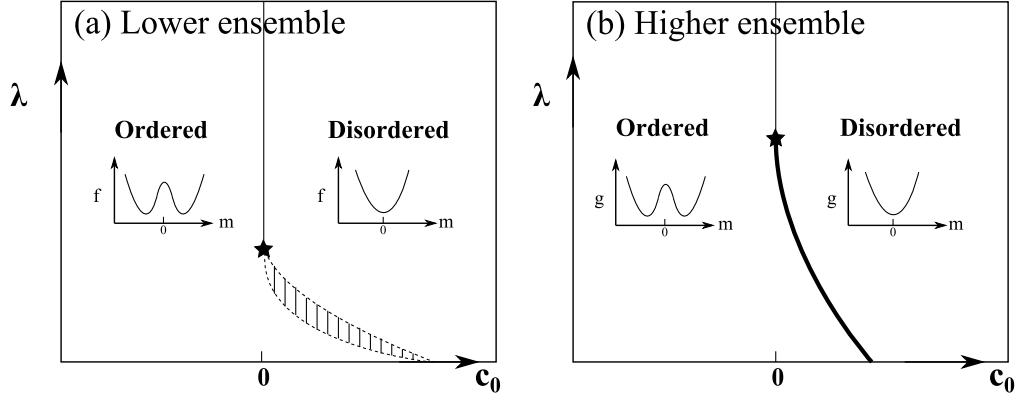 (a) Lower ensemble
λ
Ordered
Disordered
f
m
0
f
m
0
0
c₀
(b) Higher ensemble
λ
Ordered
Disordered
g
m
0
g
m
0
0
c₀